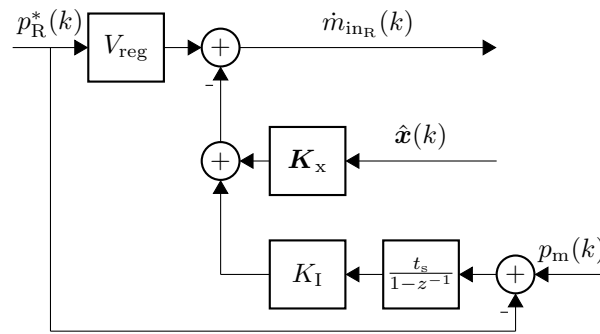 p*_R(k)
V_reg
+
ṁ_in_R(k)
-
+
K_x
x̂(k)
K_I
t_s/(1−z^−1)
+
p_m(k)
-